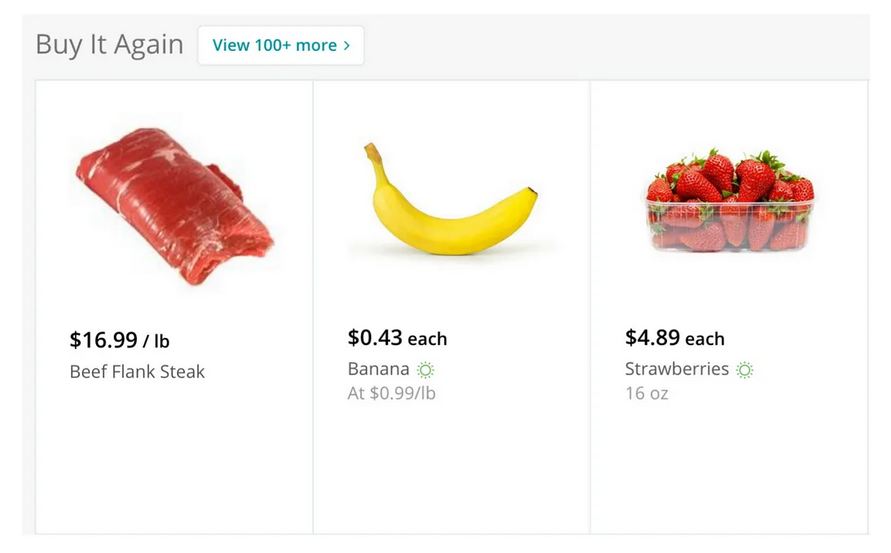 Buy It Again
View 100+ more >
$16.99 / lb
Beef Flank Steak
$0.43 each
Banana
At $0.99/lb
$4.89 each
Strawberries
16 oz